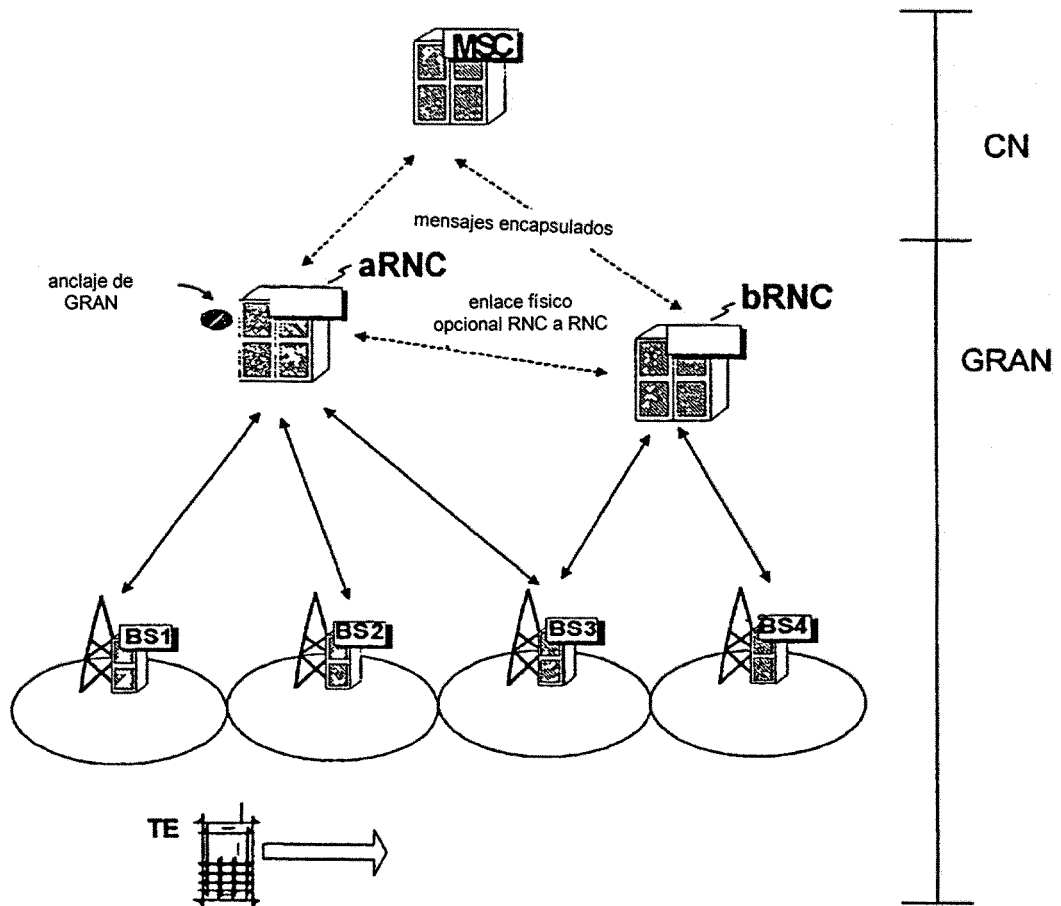 MSC
CN
mensajes encapsulados
aRNC
anclaje de
GRAN
enlace físico
opcional RNC a RNC
bRNC
GRAN
BS1
BS2
BS3
BS4
TE